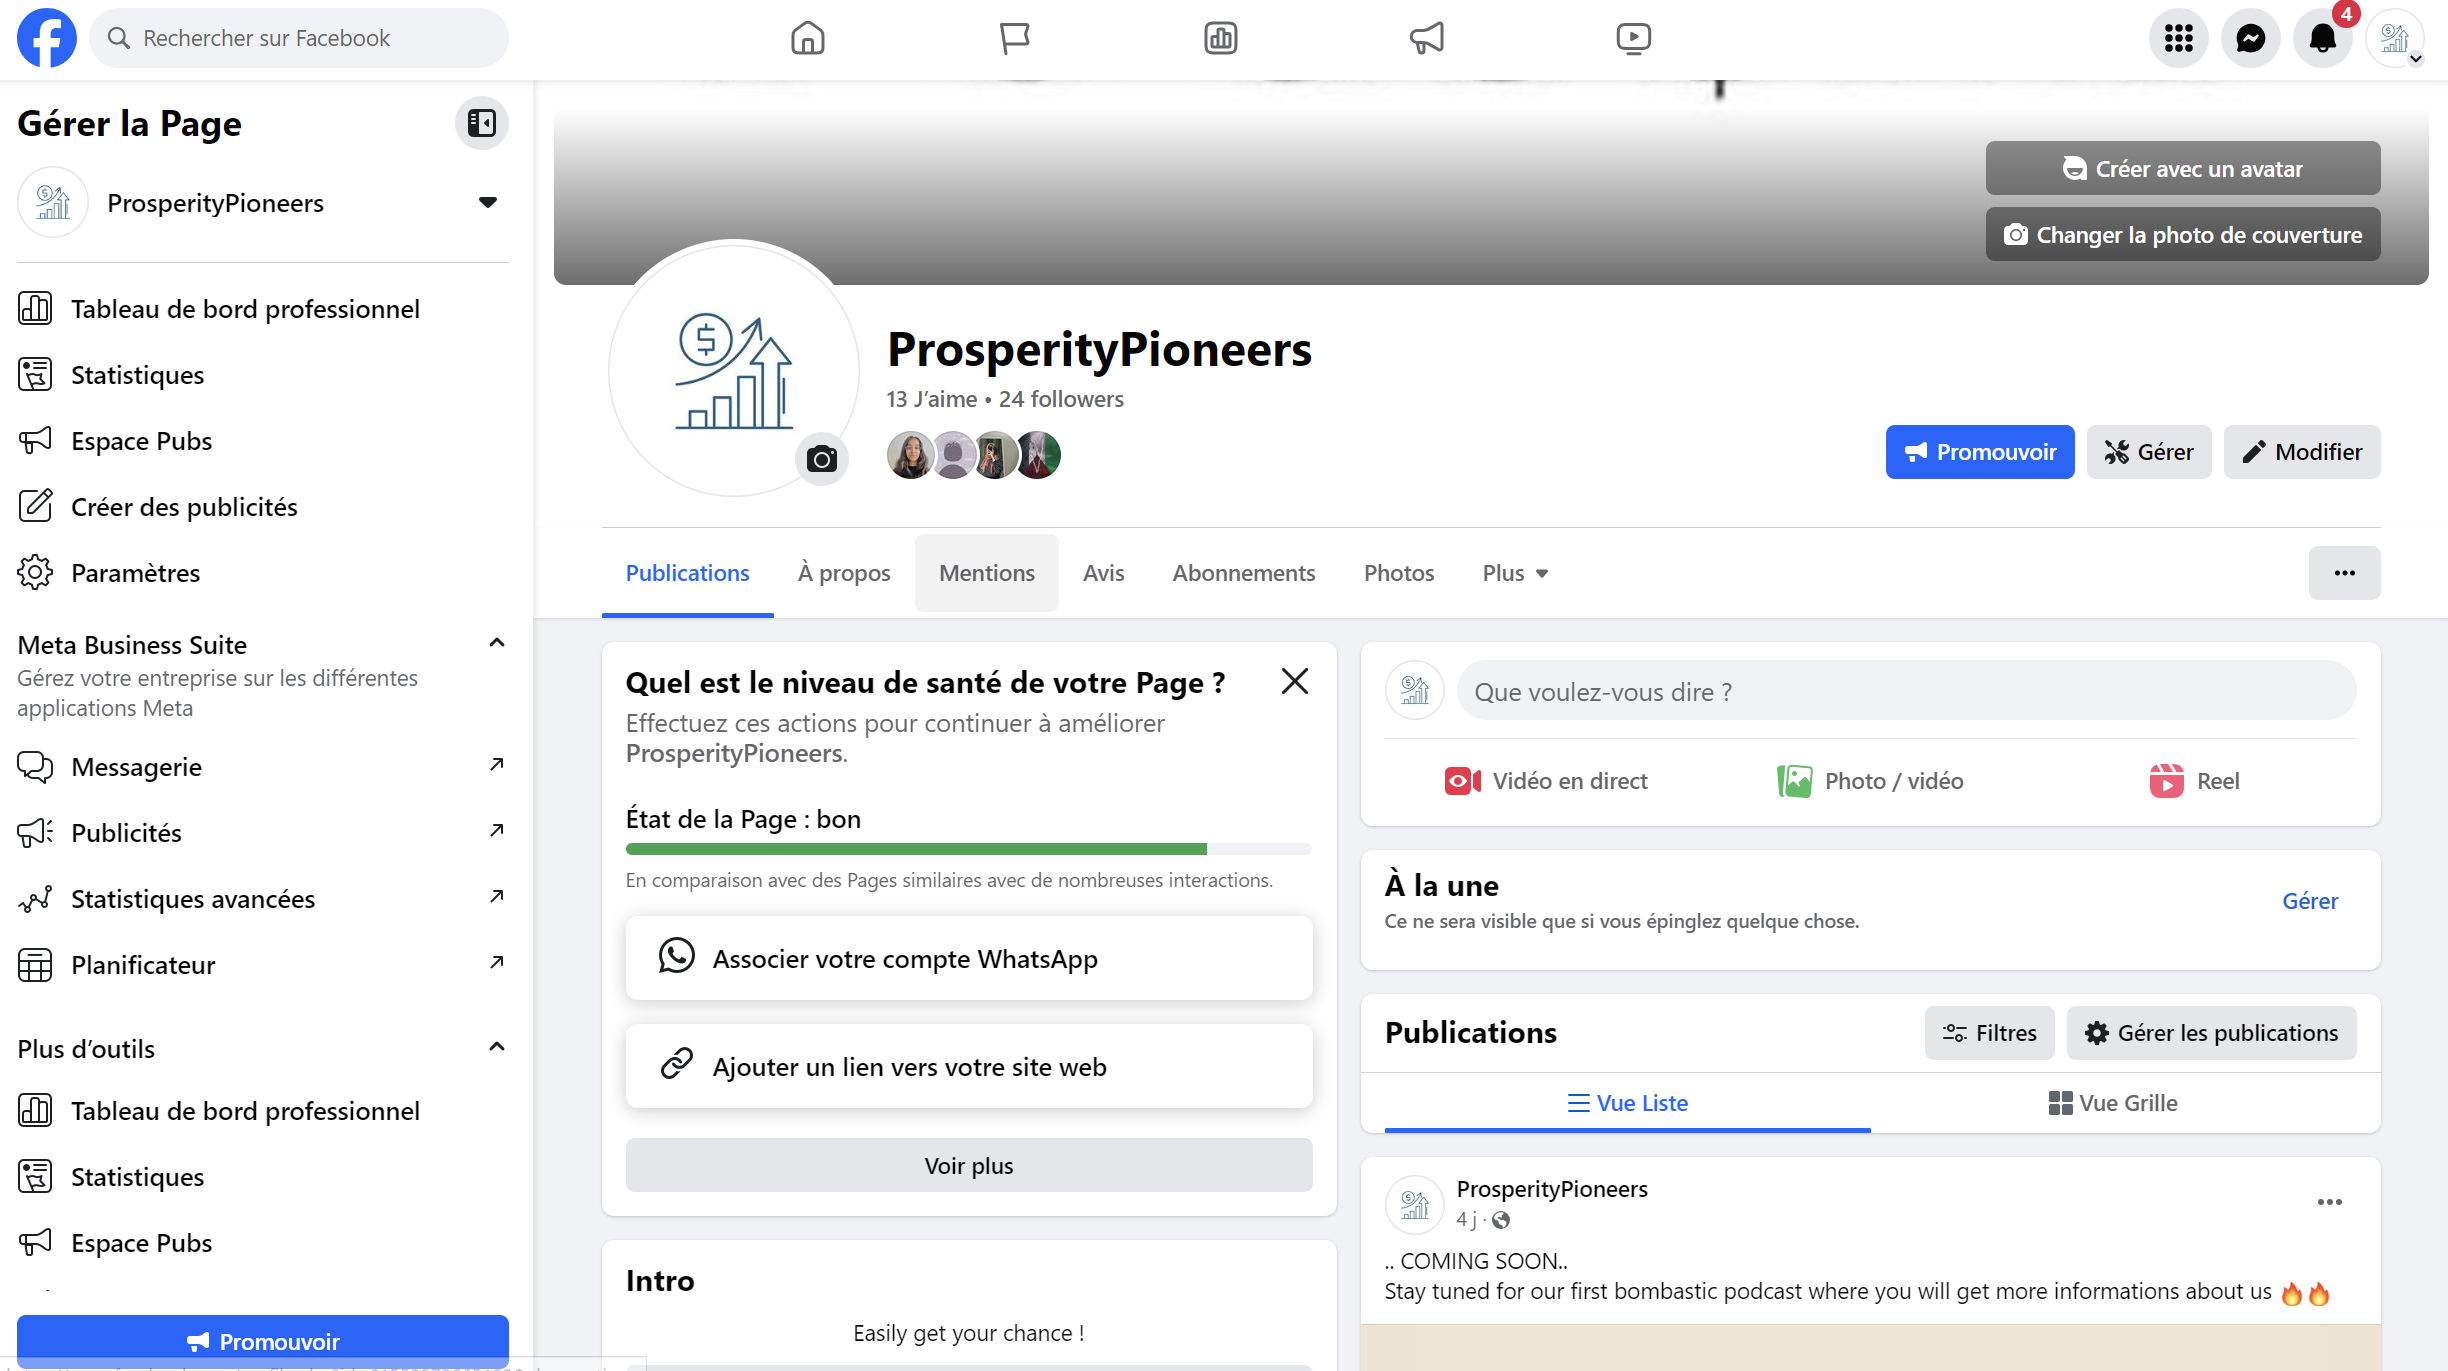 Rechercher sur Facebook
4
Gérer la Page
ProsperityPioneers
Tableau de bord professionnel
Statistiques
Espace Pubs
Créer des publicités
Paramètres
Meta Business Suite
Gérez votre entreprise sur les différentes
applications Meta
Messagerie
Publicités
Statistiques avancées
Planificateur
Plus d’outils
Tableau de bord professionnel
Statistiques
Espace Pubs
Promouvoir
Créer avec un avatar
Changer la photo de couverture
ProsperityPioneers
13 J’aime • 24 followers
Promouvoir
Gérer
Modifier
Publications
À propos
Mentions
Avis
Abonnements
Photos
Plus
Quel est le niveau de santé de votre Page ?
Effectuez ces actions pour continuer à améliorer
ProsperityPioneers.
État de la Page : bon
En comparaison avec des Pages similaires avec de nombreuses interactions.
Associer votre compte WhatsApp
Ajouter un lien vers votre site web
Voir plus
Intro
Easily get your chance !
Que voulez-vous dire ?
Vidéo en direct
Photo / vidéo
Reel
À la une
Ce ne sera visible que si vous épinglez quelque chose.
Gérer
Publications
Filtres
Gérer les publications
Vue Liste
Vue Grille
ProsperityPioneers
4 j ·
.. COMING SOON..
Stay tuned for our first bombastic podcast where you will get more informations about us 🔥🔥